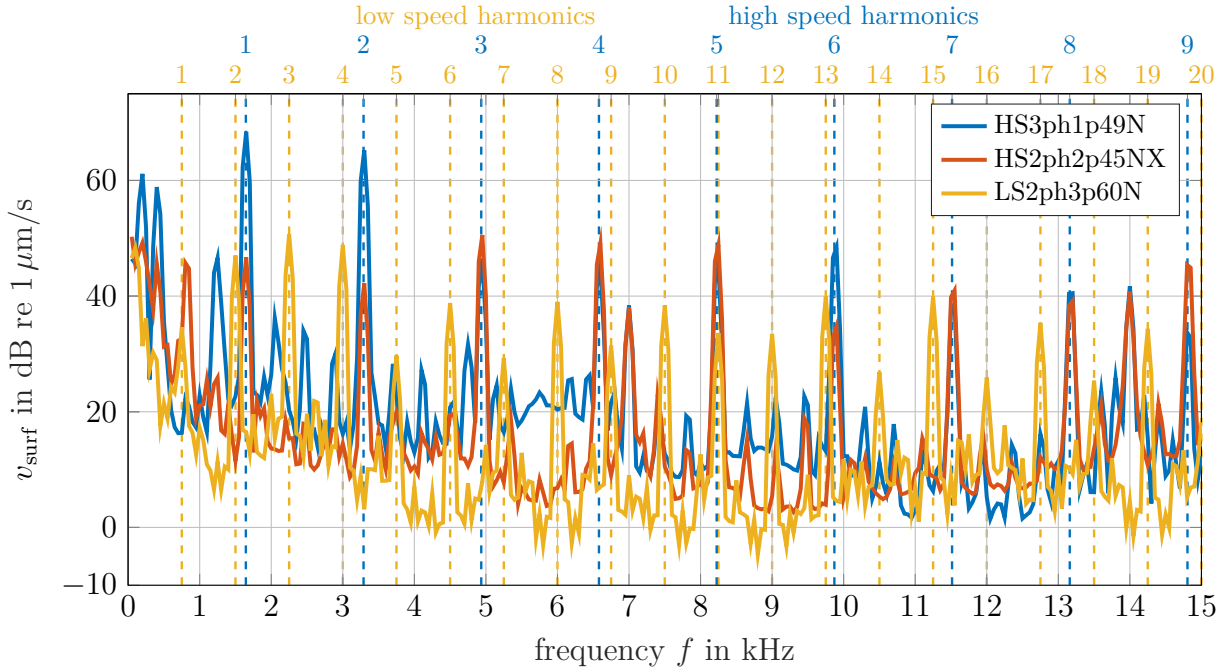 low speed harmonics high speed harmonics
1 2 3 4 5 6 7 8 9
1 2 3 4 5 6 7 8 9 10 11 12 13 14 15 16 17 18 19 20
HS3ph1p49N
HS2ph2p45NX
LS2ph3p60N
60
40
20
0
−10
v_surf in dB re 1 μm/s
0 1 2 3 4 5 6 7 8 9 10 11 12 13 14 15
frequency f in kHz